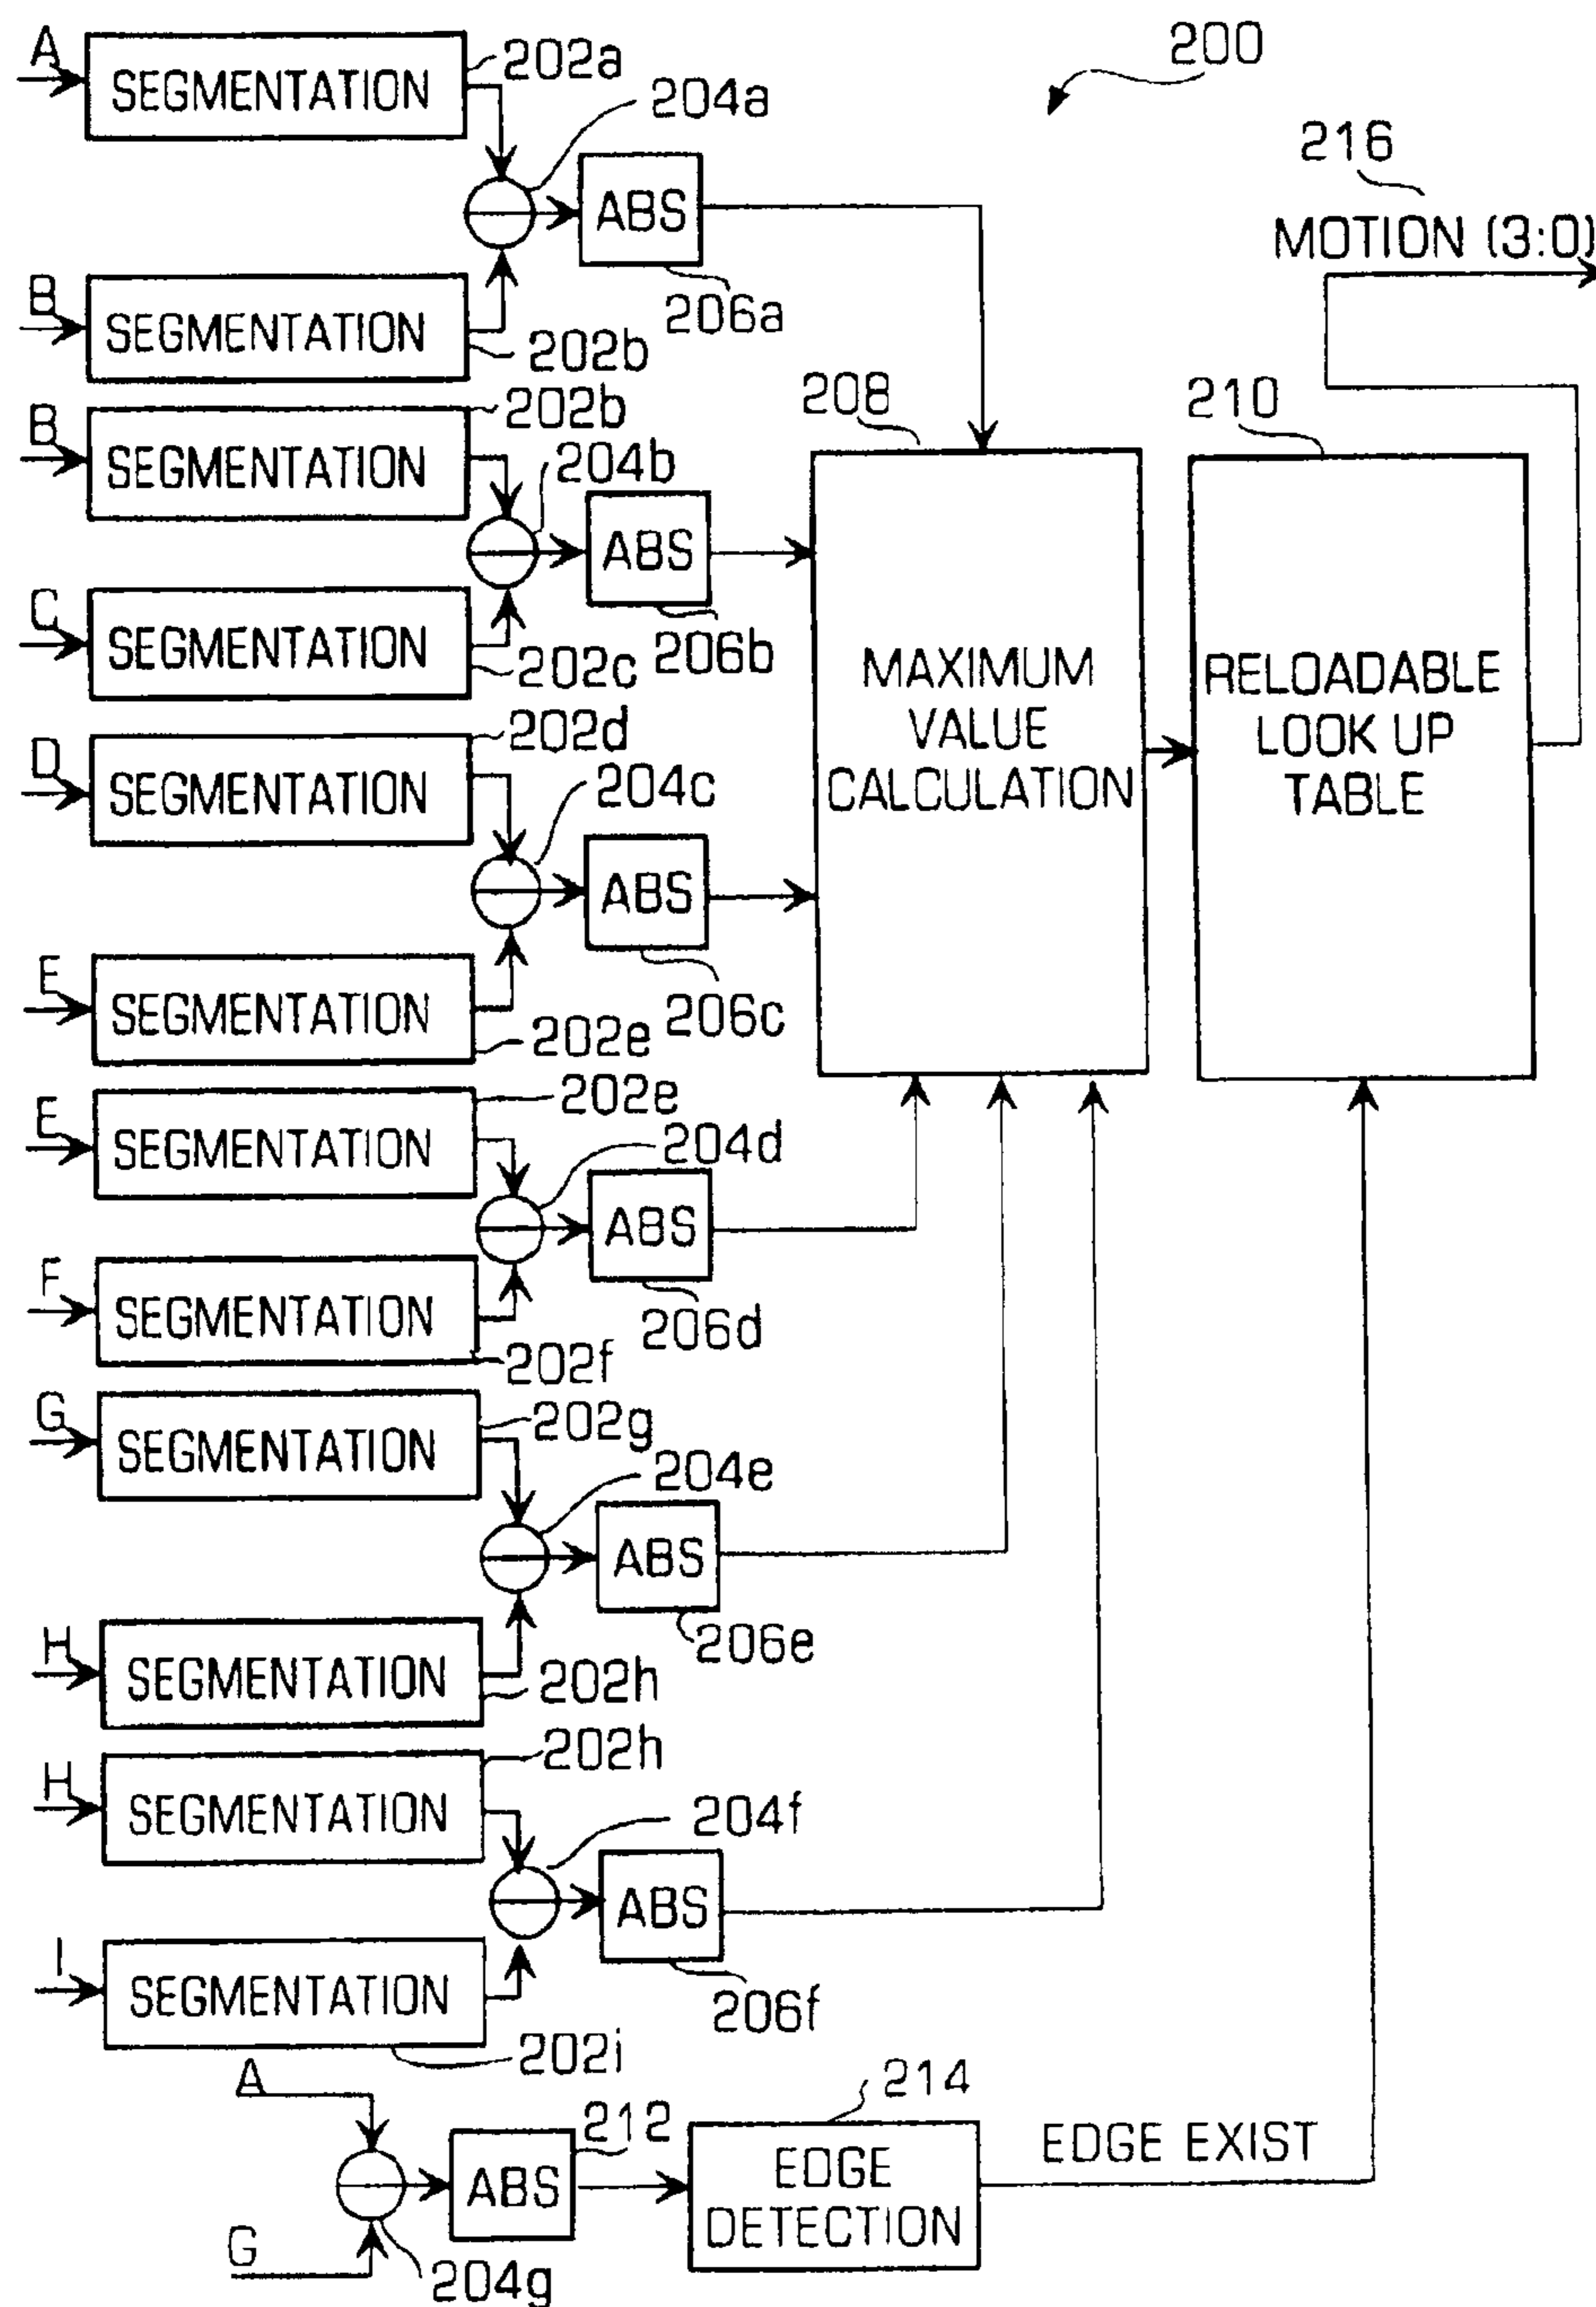 200
216
MOTION (3:0)
A
SEGMENTATION
202a
204a
ABS
206a
B
SEGMENTATION
202b
B
SEGMENTATION
202b
204b
ABS
206b
C
SEGMENTATION
202c
D
SEGMENTATION
202d
204c
ABS
206c
E
SEGMENTATION
202e
E
SEGMENTATION
202e
204d
ABS
206d
F
SEGMENTATION
202f
G
SEGMENTATION
202g
204e
ABS
206e
H
SEGMENTATION
202h
H
SEGMENTATION
202h
204f
ABS
206f
I
SEGMENTATION
202i
208
MAXIMUM
VALUE
CALCULATION
210
RELOADABLE
LOOK UP
TABLE
A
G
204g
212
ABS
214
EDGE
DETECTION
EDGE EXIST